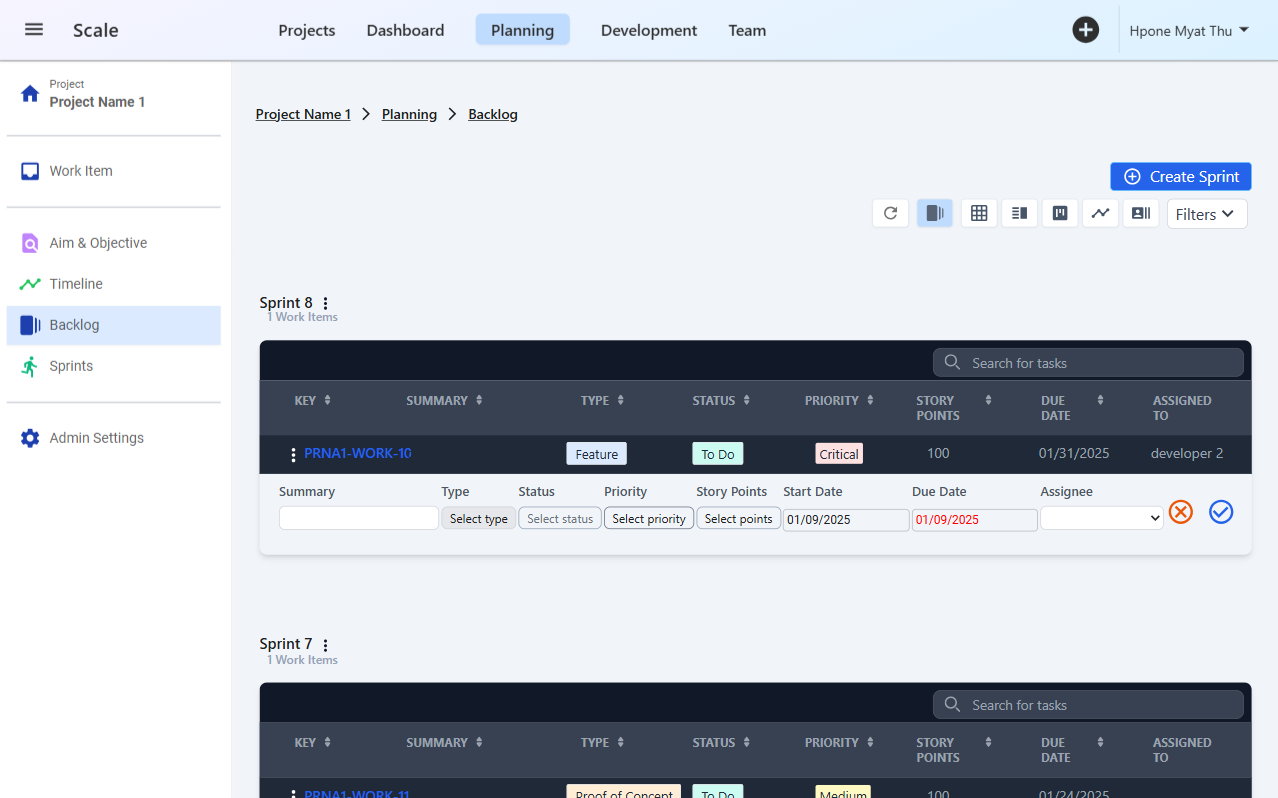 Scale
Projects
Dashboard
Planning
Development
Team
Hpone Myat Thu
Project
Project Name 1
Work Item
Aim & Objective
Timeline
Backlog
Sprints
Admin Settings
Project Name 1 > Planning > Backlog
Create Sprint
Filters
Sprint 8
1 Work Items
Search for tasks
KEY SUMMARY TYPE STATUS PRIORITY STORY POINTS DUE DATE ASSIGNED TO
PRNA1-WORK-10 Feature To Do Critical 100 01/31/2025 developer 2
Summary Type Status Priority Story Points Start Date Due Date Assignee
Select type Select status Select priority Select points 01/09/2025 01/09/2025
Sprint 7
1 Work Items
Search for tasks
KEY SUMMARY TYPE STATUS PRIORITY STORY POINTS DUE DATE ASSIGNED TO
PRNA1-WORK-11 Proof of Concept To Do Medium 100 01/24/2025